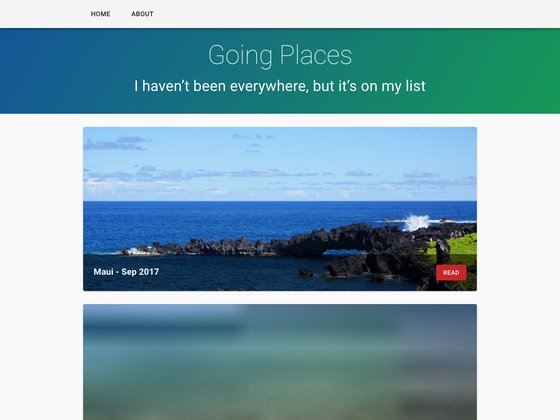 HOME ABOUT
Going Places
I haven’t been everywhere, but it’s on my list
Maui - Sep 2017
READ